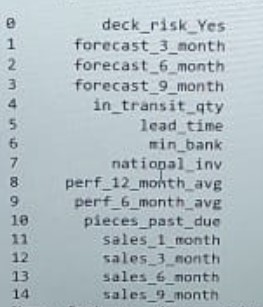 0 deck_risk_Yes
1 forecast_3_month
2 forecast_6_month
3 forecast_9_month
4 in_transit_qty
5 lead_time
6 min_bank
7 national_inv
8 perf_12_month_avg
9 perf_6_month_avg
10 pieces_past_due
11 sales_1_month
12 sales_3_month
13 sales_6_month
14 sales_9_month